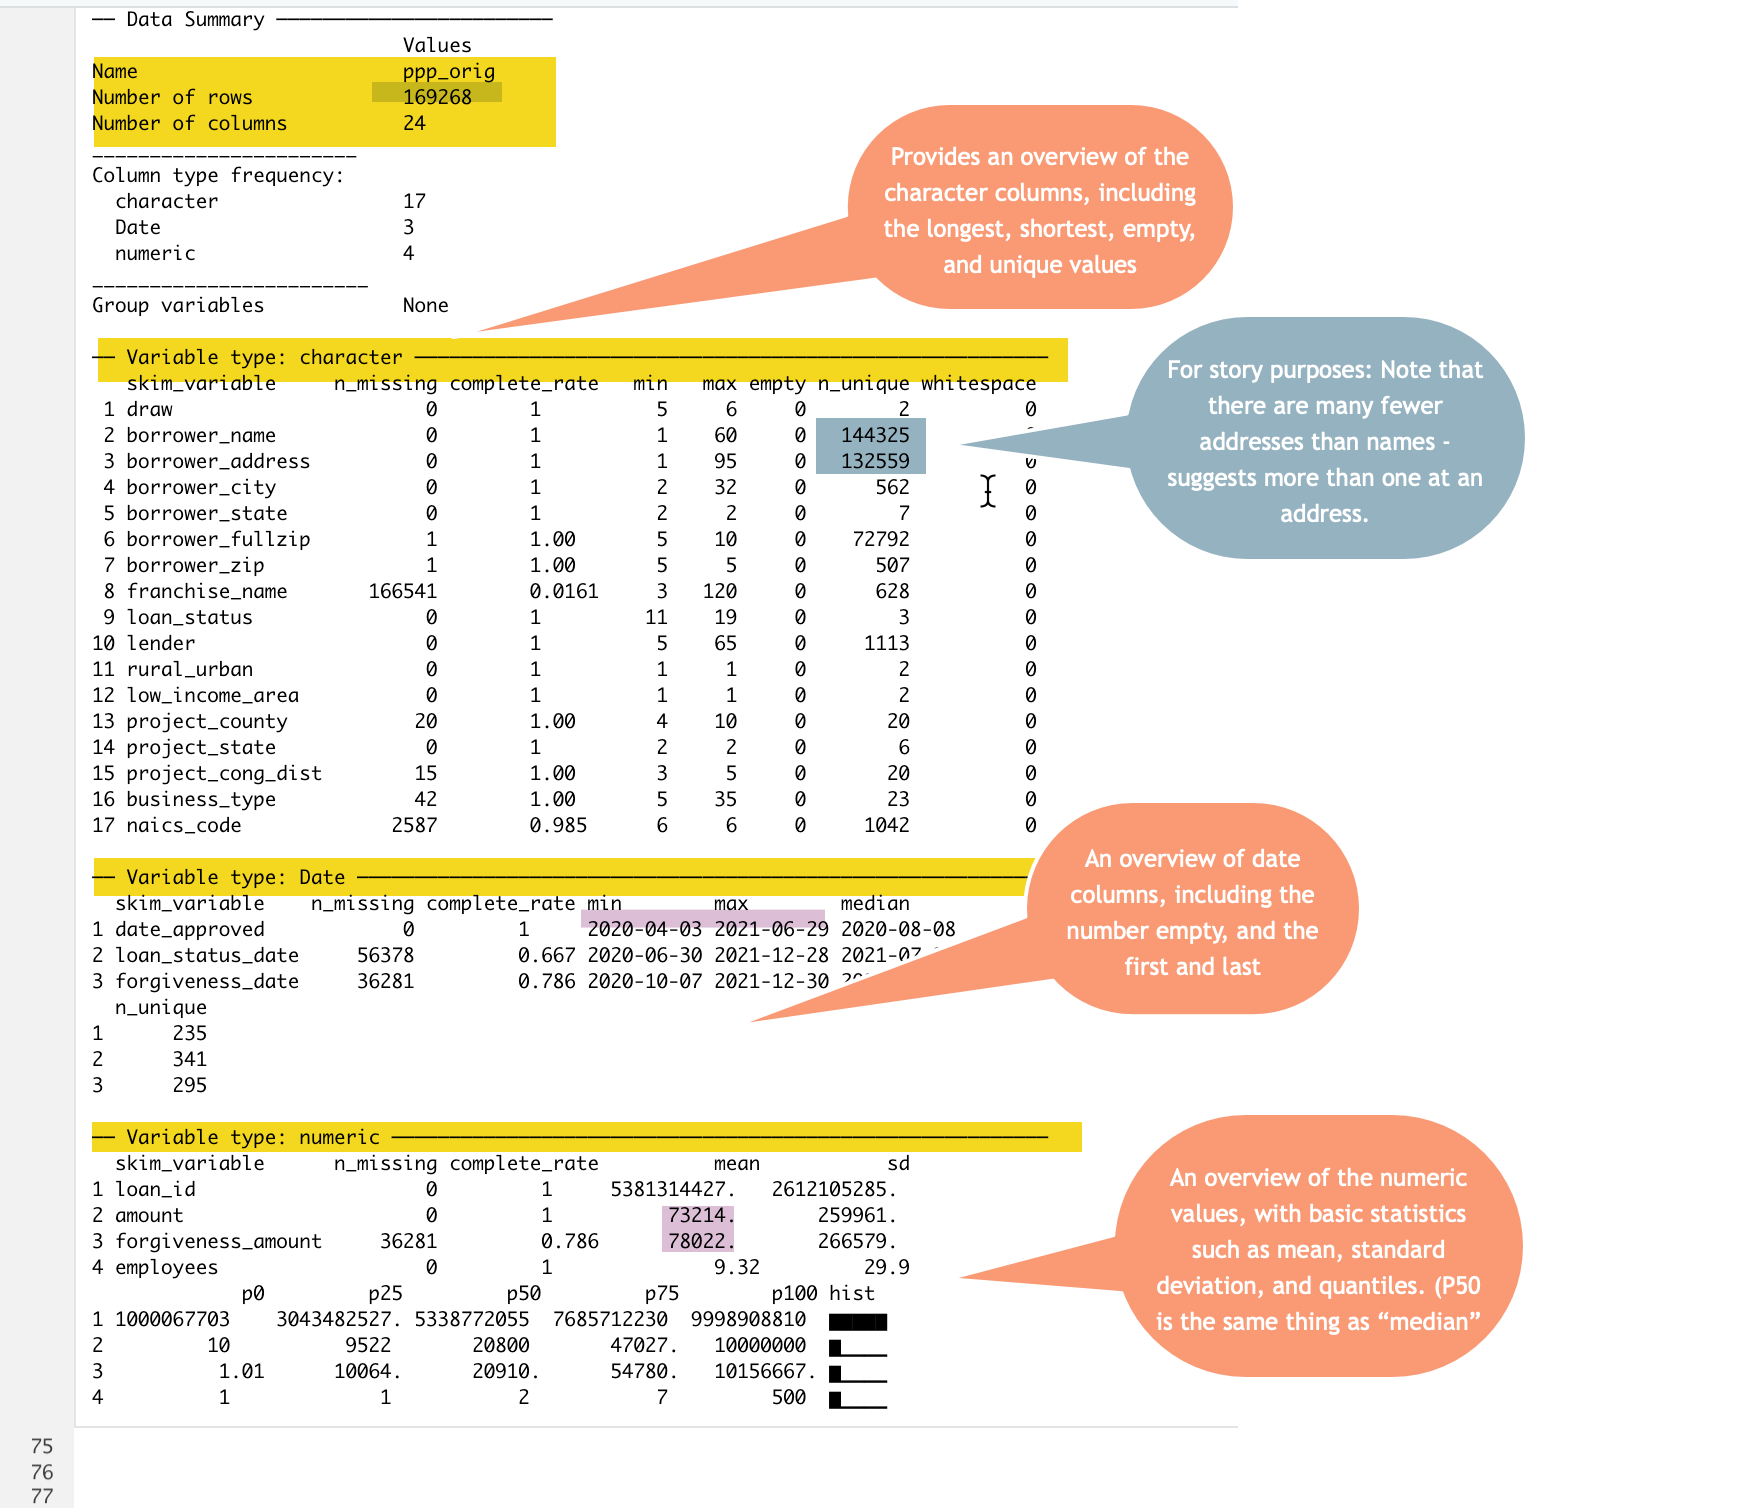 ── Data Summary ────────────────────────
Values
Name ppp_orig
Number of rows 169268
Number of columns 24
_______________________
Column type frequency:
character 17
Date 3
numeric 4
________________________
Group variables None
Provides an overview of the
character columns, including
the longest, shortest, empty,
and unique values
── Variable type: character ────────────────────────
skim_variable n_missing complete_rate min max empty n_unique whitespace
1 draw 0 1 5 6 0 2 0
2 borrower_name 0 1 1 60 0 144325
3 borrower_address 0 1 1 95 0 132559 0
4 borrower_city 0 1 2 32 0 562 0
5 borrower_state 0 1 2 2 0 7 0
6 borrower_fullzip 1 1.00 5 10 0 72792 0
7 borrower_zip 1 1.00 5 5 0 507 0
8 franchise_name 166541 0.0161 3 120 0 628 0
9 loan_status 0 1 11 19 0 3 0
10 lender 0 1 5 65 0 1113 0
11 rural_urban 0 1 1 1 0 2 0
12 low_income_area 0 1 1 1 0 2 0
13 project_county 20 1.00 4 10 0 20 0
14 project_state 0 1 2 2 0 6 0
15 project_cong_dist 15 1.00 3 5 0 20 0
16 business_type 42 1.00 5 35 0 23 0
17 naics_code 2587 0.985 6 6 0 1042 0
For story purposes: Note that
there are many fewer
addresses than names -
suggests more than one at an
address.
── Variable type: Date ────────────────────────
skim_variable n_missing complete_rate min max median
1 date_approved 0 1 2020-04-03 2021-06-29 2020-08-08
2 loan_status_date 56378 0.667 2020-06-30 2021-12-28 2021-07
3 forgiveness_date 36281 0.786 2020-10-07 2021-12-30
n_unique
1 235
2 341
3 295
An overview of date
columns, including the
number empty, and the
first and last
── Variable type: numeric ────────────────────────
skim_variable n_missing complete_rate mean sd
1 loan_id 0 1 5381314427. 2612105285.
2 amount 0 1 73214. 259961.
3 forgiveness_amount 36281 0.786 78022. 266579.
4 employees 0 1 9.32 29.9
p0 p25 p50 p75 p100 hist
1 1000067703 3043482527. 5338772055 7685712230 9998908810
2 10 9522 20800 47027. 10000000
3 1.01 10064. 20910. 54780. 10156667.
4 1 1 2 7 500
An overview of the numeric
values, with basic statistics
such as mean, standard
deviation, and quantiles. (P50
is the same thing as “median”
75
76
77